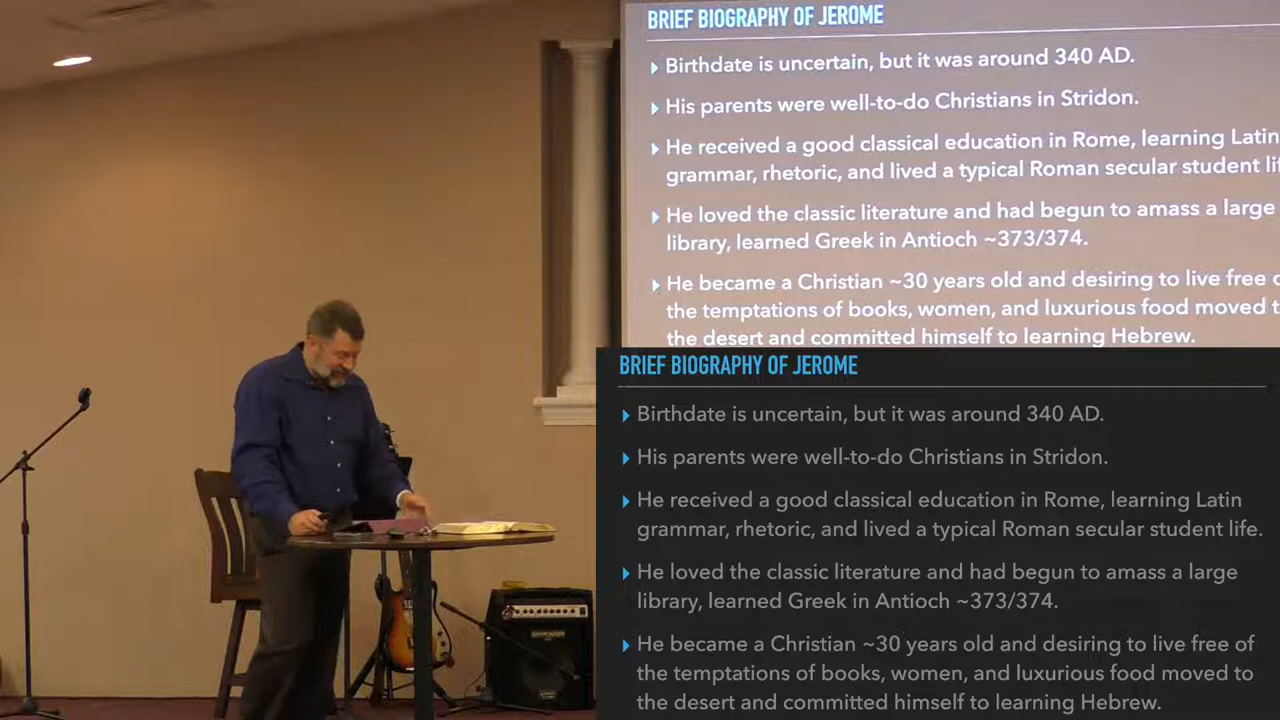 BRIEF BIOGRAPHY OF JEROME
Birthdate is uncertain, but it was around 340 AD.
His parents were well-to-do Christians in Stridon.
He received a good classical education in Rome, learning Latin
grammar, rhetoric, and lived a typical Roman secular student
He loved the classic literature and had begun to amass a large
library, learned Greek in Antioch ~373/374.
He became a Christian ~30 years old and desiring to live free
the temptations of books, women, and luxurious food moved
the desert and committed himself to learning Hebrew.
BRIEF BIOGRAPHY OF JEROME
Birthdate is uncertain, but it was around 340 AD.
His parents were well-to-do Christians in Stridon.
He received a good classical education in Rome, learning Latin
grammar, rhetoric, and lived a typical Roman secular student life.
He loved the classic literature and had begun to amass a large
library, learned Greek in Antioch ~373/374.
He became a Christian ~30 years old and desiring to live free of
the temptations of books, women, and luxurious food moved to
the desert and committed himself to learning Hebrew.